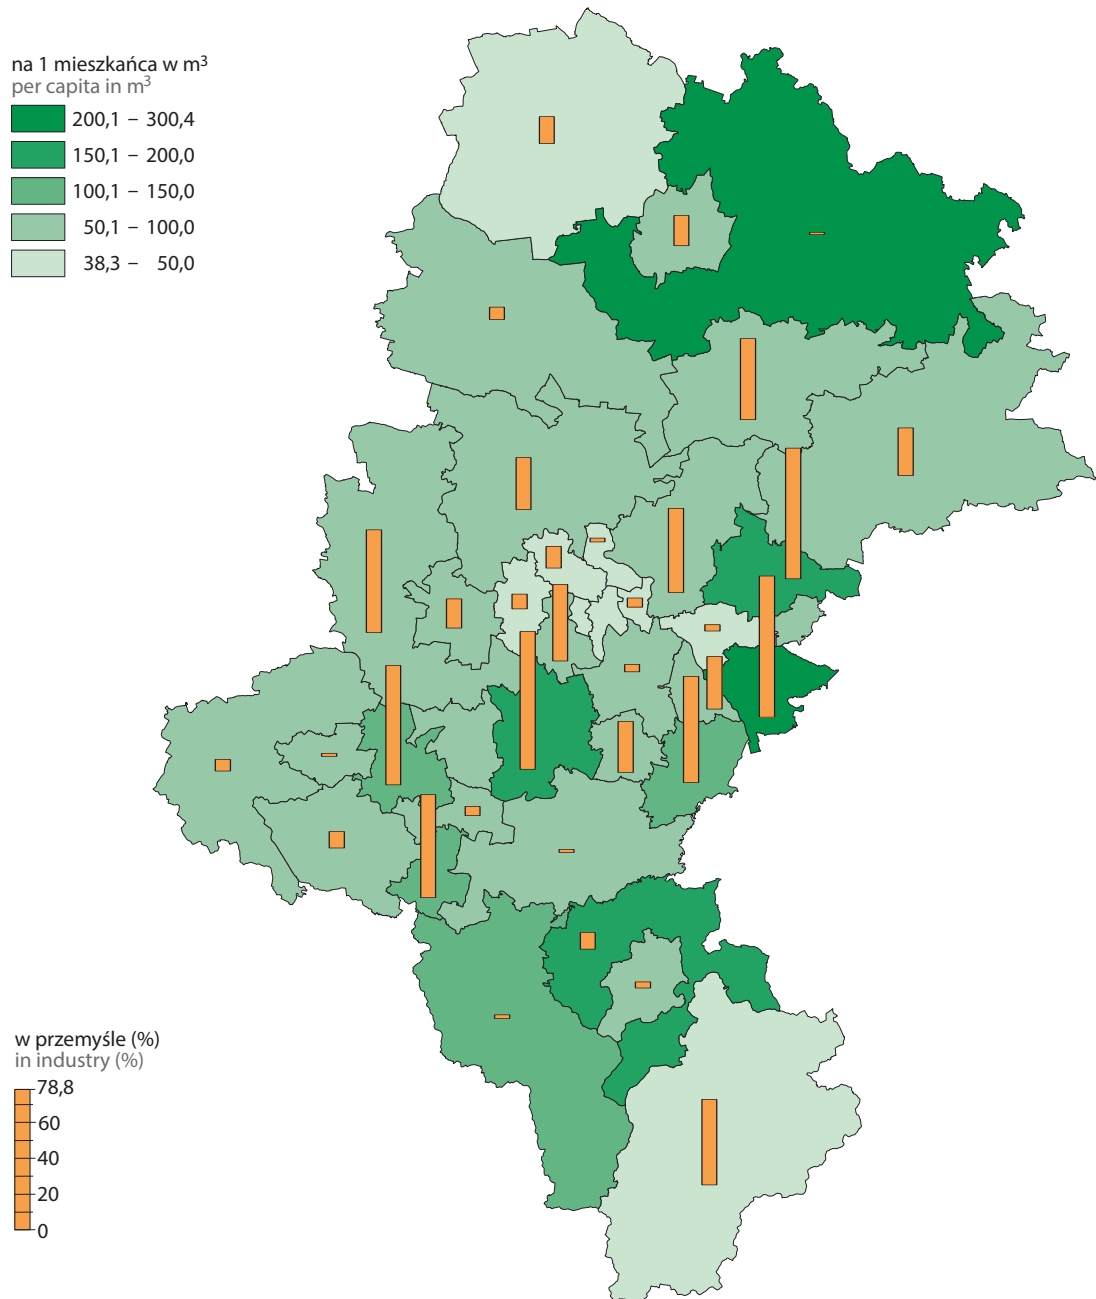 na 1 mieszkańca w m³
per capita in m³
200,1 – 300,4
150,1 – 200,0
100,1 – 150,0
50,1 – 100,0
38,3 – 50,0
w przemyśle (%)
in industry (%)
78,8
60
40
20
0